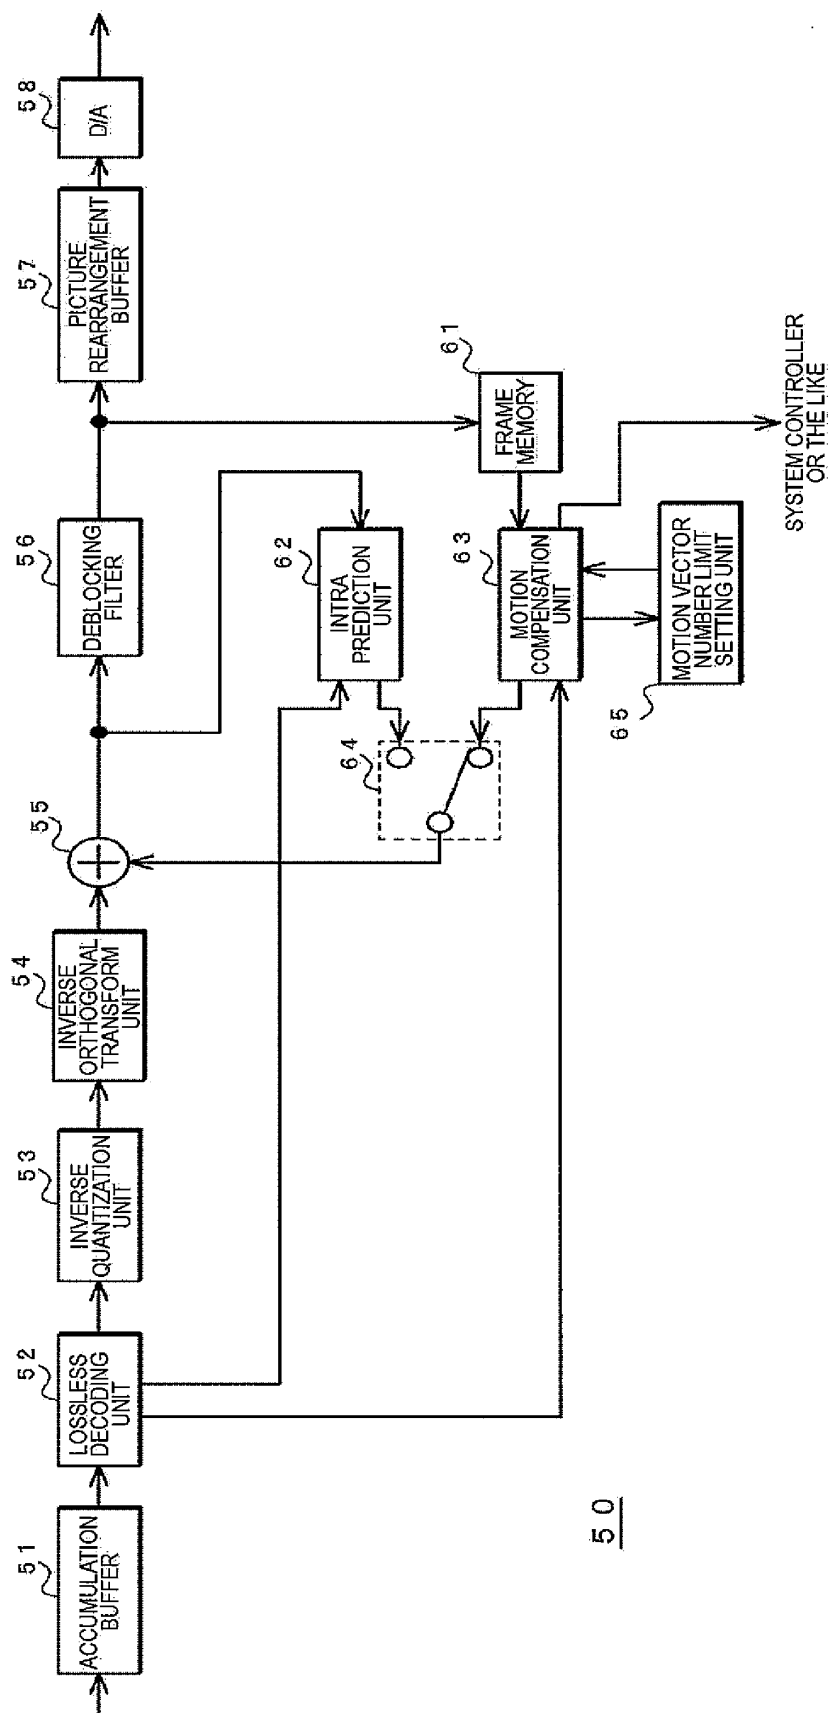 51
ACCUMULATION
BUFFER
52
LOSSLESS
DECODING
UNIT
53
INVERSE
QUANTIZATION
UNIT
54
INVERSE
ORTHOGONAL
TRANSFORM
UNIT
55
56
DEBLOCKING
FILTER
57
PICTURE
REARRANGEMENT
BUFFER
58
D/A
64
62
INTRA
PREDICTION
UNIT
61
FRAME
MEMORY
63
MOTION
COMPENSATION
UNIT
65
MOTION VECTOR
NUMBER LIMIT
SETTING UNIT
SYSTEM CONTROLLER
OR THE LIKE
50